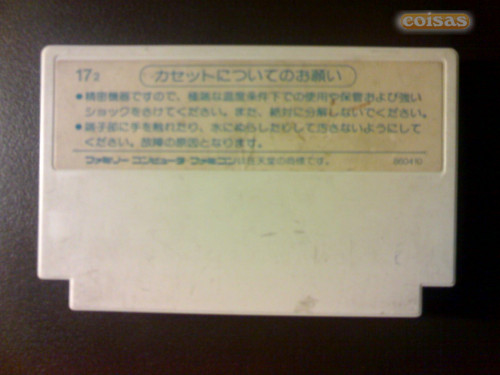 eoisas
172
カセットについてのお願い
●精密機器ですので、極端な温度条件下での使用や保管および強い
ショックをさけてください。また、絶対に分解しないでください。
●端子部に手を触れたり、水にぬらしたりして汚さないようにして
ください。故障の原因となります。
ファミリーコンピュータ・ファミコンは任天堂の商標です。
860410